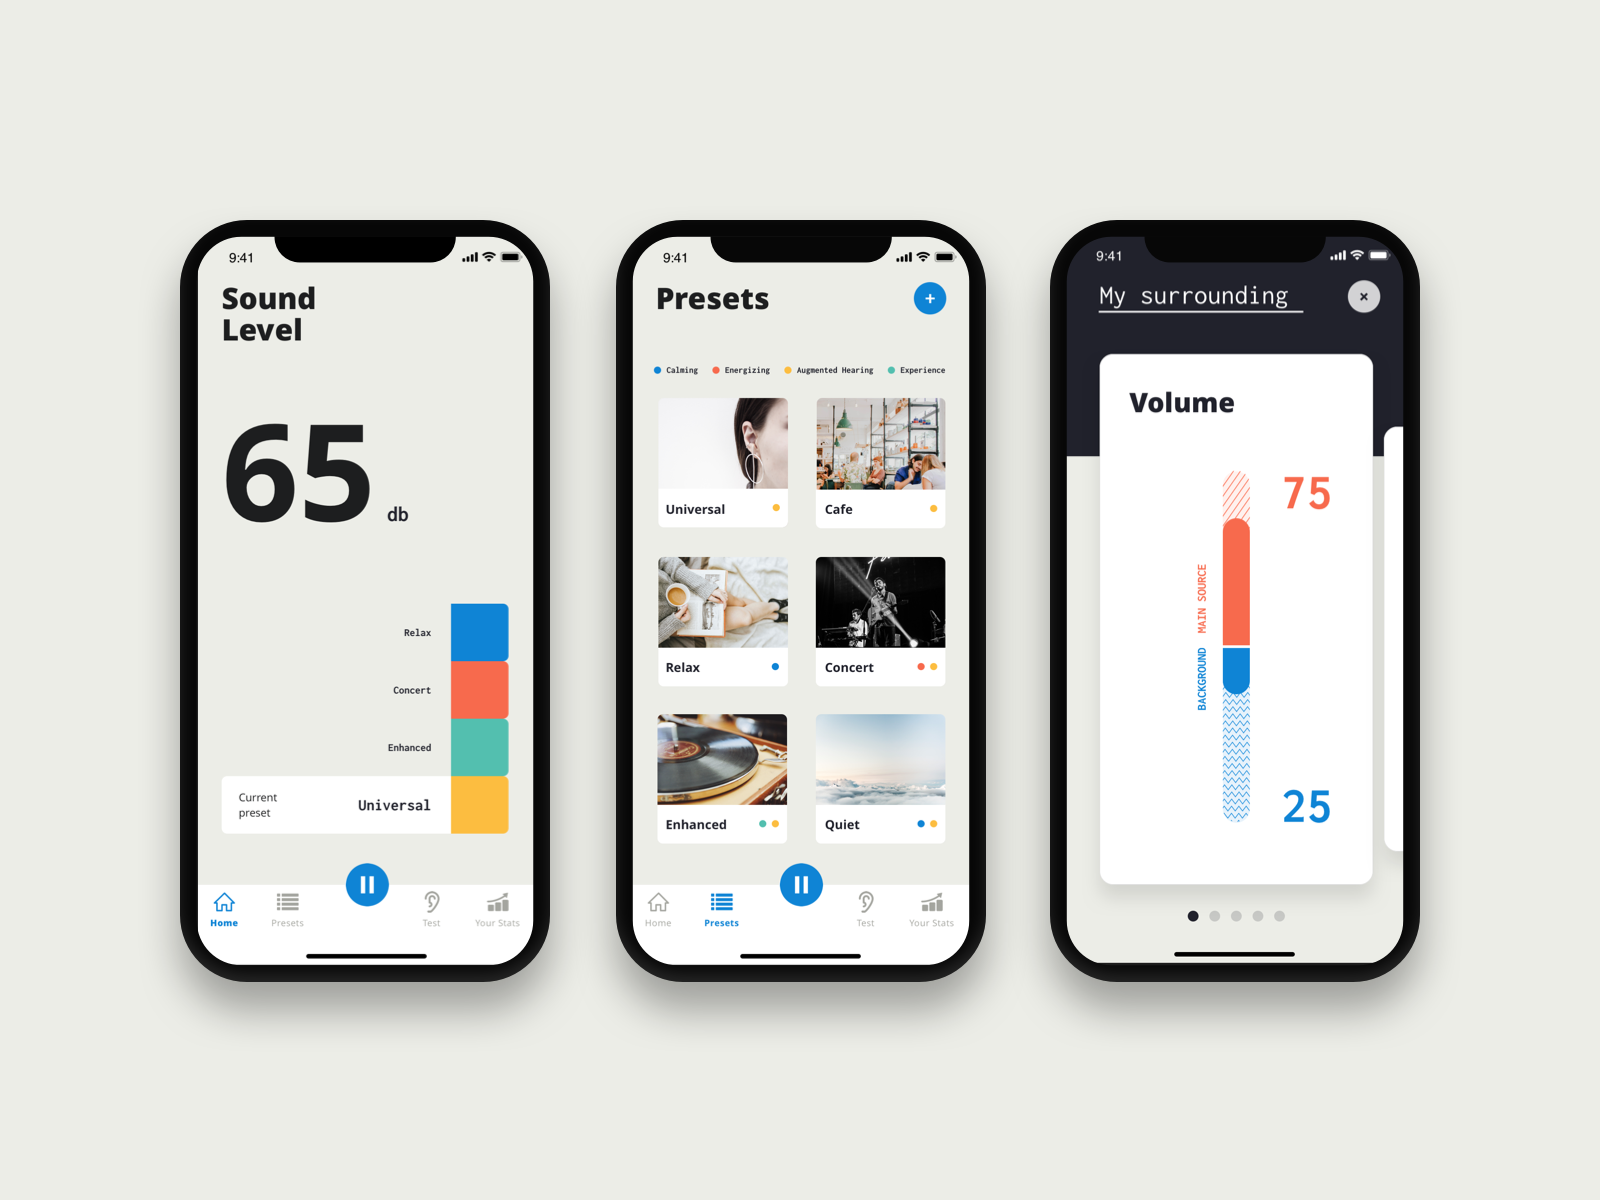 9:41
Sound
Level
65 db
Relax
Concert
Enhanced
Current
preset
Universal
Home
Presets
Test
Your Stats
9:41
Presets
+
Calming
Energizing
Augmented Hearing
Experience
Universal
Cafe
Relax
Concert
Enhanced
Quiet
Home
Presets
Test
Your Stats
9:41
My surrounding
×
Volume
75
MAIN SOURCE
BACKGROUND
25